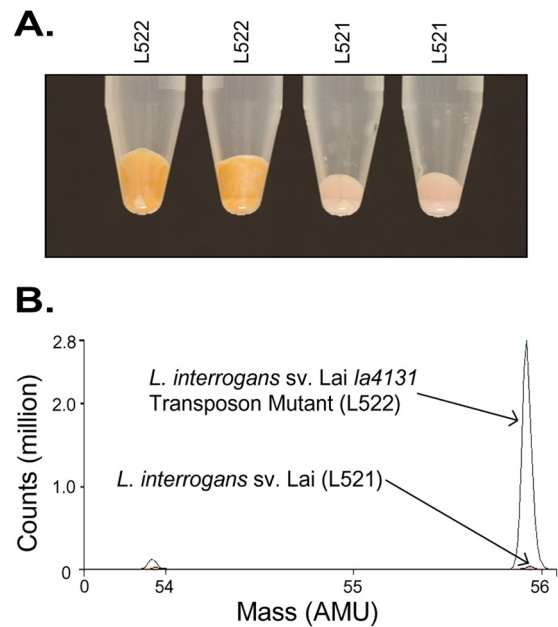 A.
L522
L522
L521
L521
B.
2.8
2.0
1.0
0
Counts (million)
L. interrogans sv. Lai la4131
Transposon Mutant (L522)
L. interrogans sv. Lai (L521)
0
54
55
56
Mass (AMU)